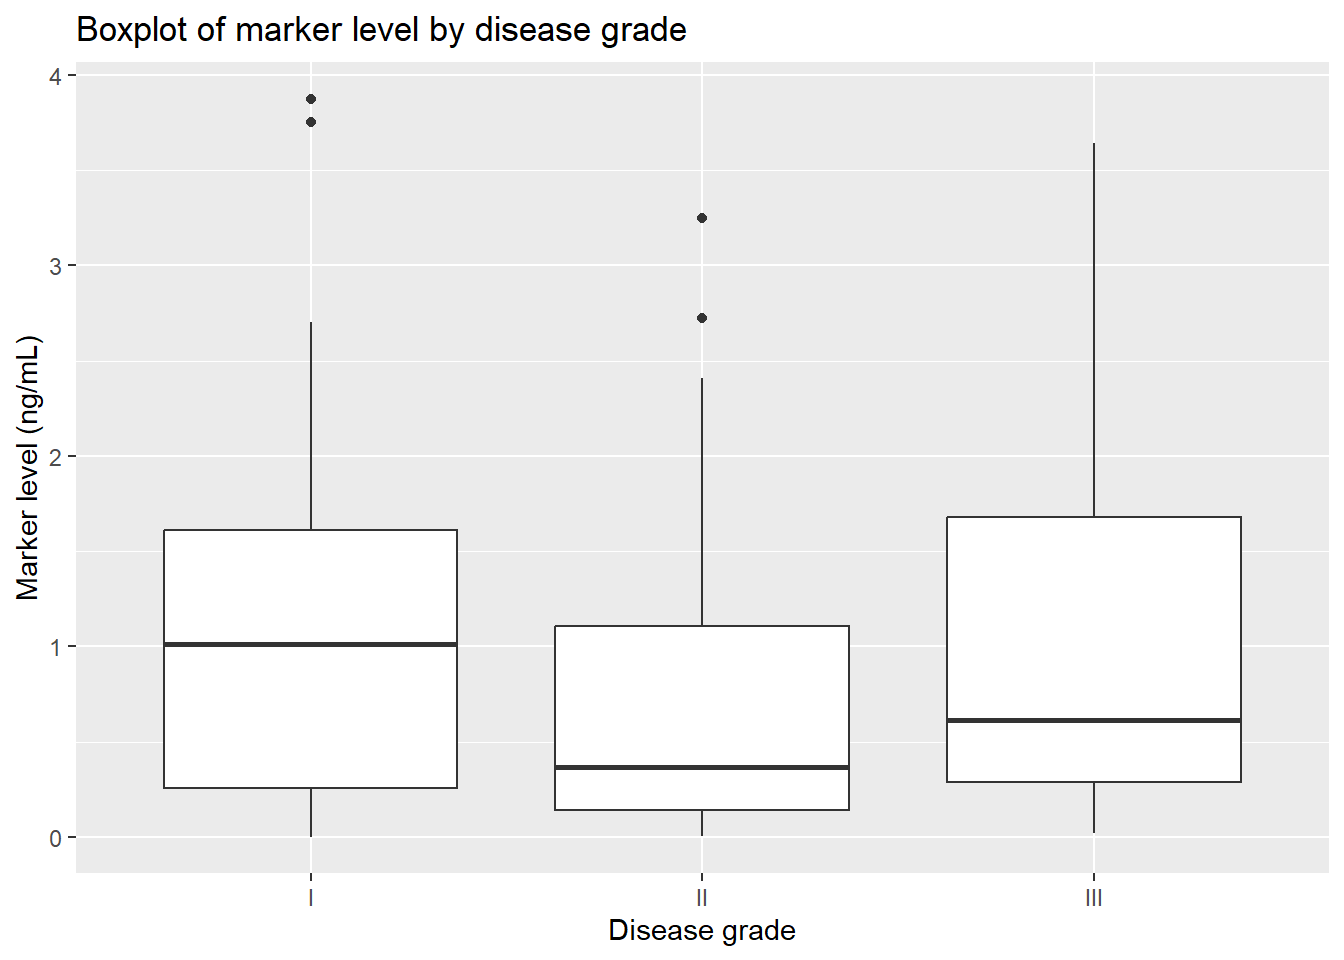 Boxplot of marker level by disease grade
Marker level (ng/mL)
4
3
2
1
0
I
II
III
Disease grade